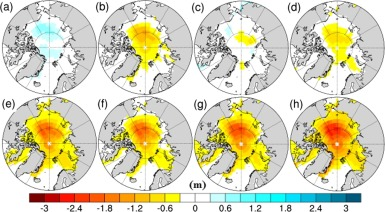 (a) (b) (c) (d)
(e) (f) (g) (h)
(m)
-3 -2.4 -1.8 -1.2 -0.6 0 0.6 1.2 1.8 2.4 3